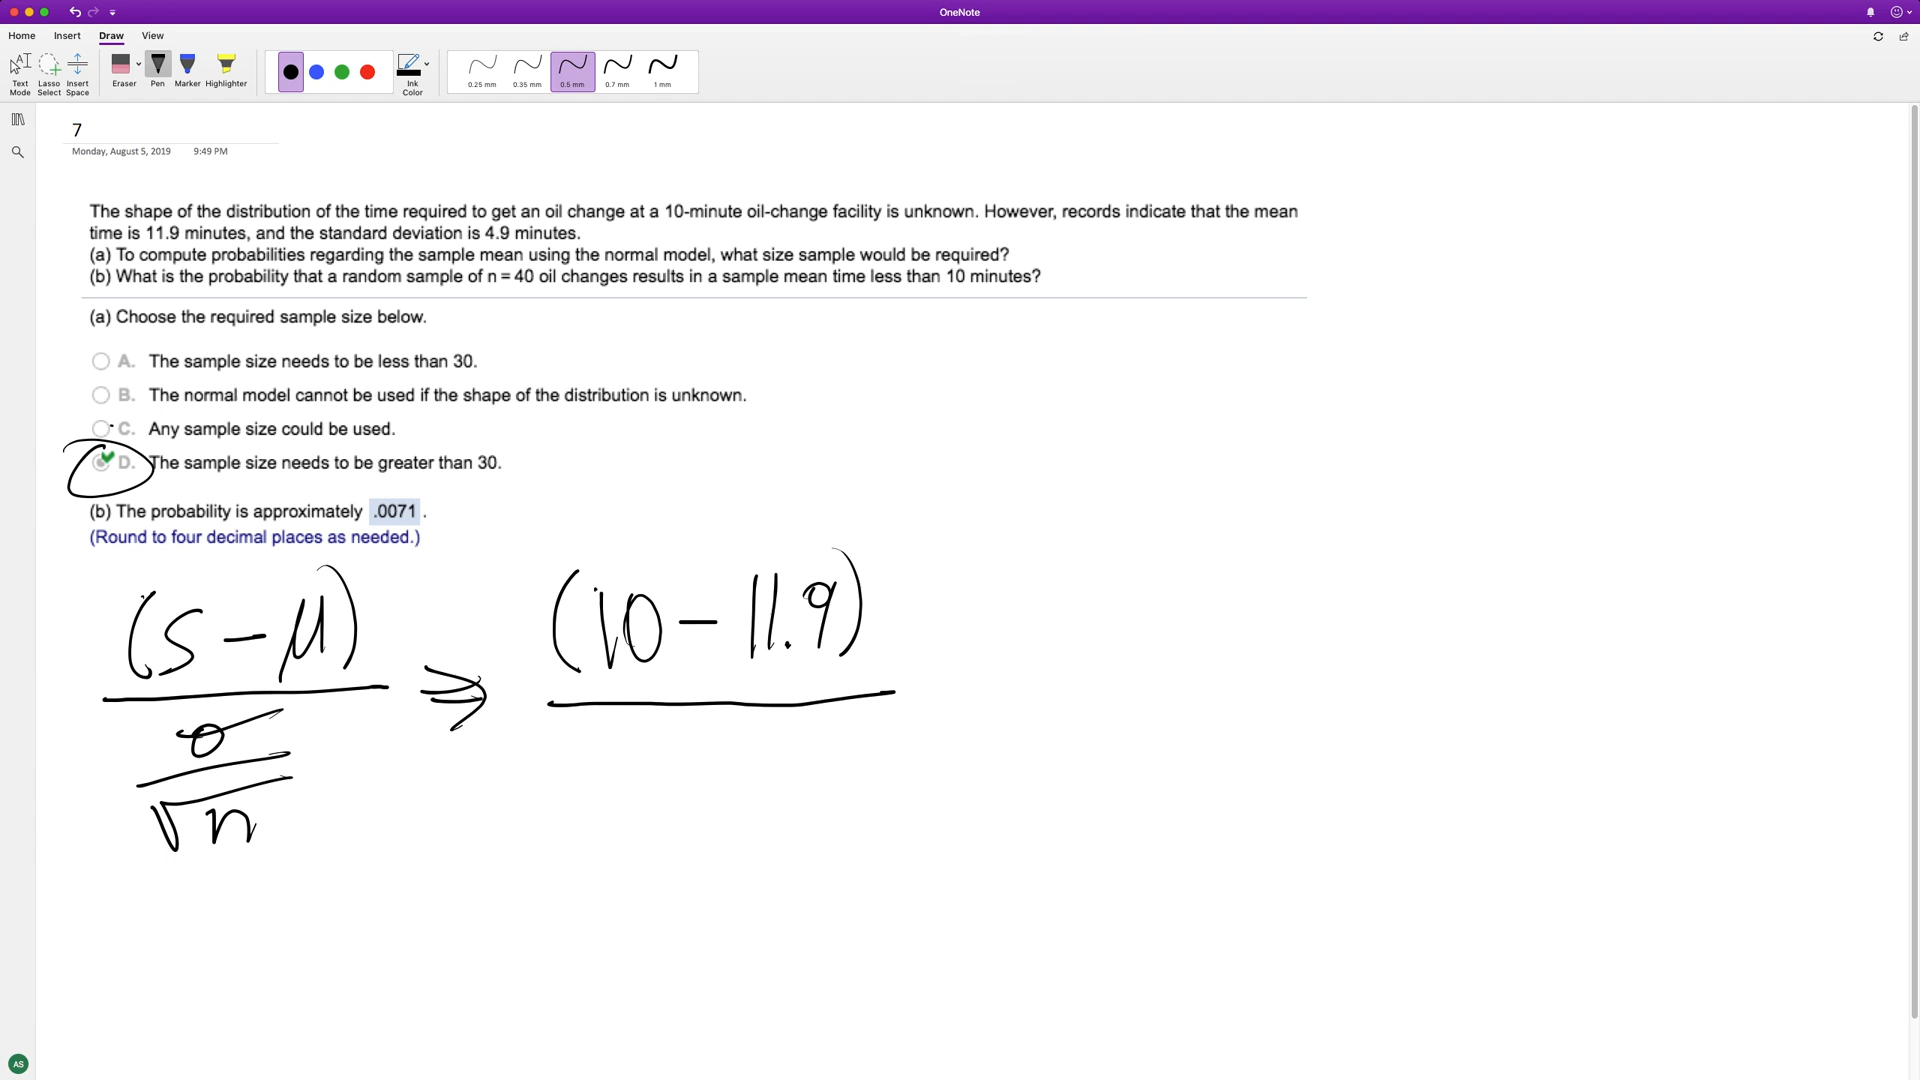 OneNote
Home Insert Draw View
Text Mode Lasso Select Insert Space Eraser Pen Marker Highlighter Ink Color 0.25 mm 0.35 mm 0.5 mm 0.7 mm 1 mm
7
Monday, August 5, 2019 9:49 PM
The shape of the distribution of the time required to get an oil change at a 10-minute oil-change facility is unknown. However, records indicate that the mean
time is 11.9 minutes, and the standard deviation is 4.9 minutes.
(a) To compute probabilities regarding the sample mean using the normal model, what size sample would be required?
(b) What is the probability that a random sample of n = 40 oil changes results in a sample mean time less than 10 minutes?
(a) Choose the required sample size below.
A. The sample size needs to be less than 30.
B. The normal model cannot be used if the shape of the distribution is unknown.
C. Any sample size could be used.
D. The sample size needs to be greater than 30.
(b) The probability is approximately .0071 .
(Round to four decimal places as needed.)
(s - μ) ⇒ (10 - 11.9)
σ
√n
AS